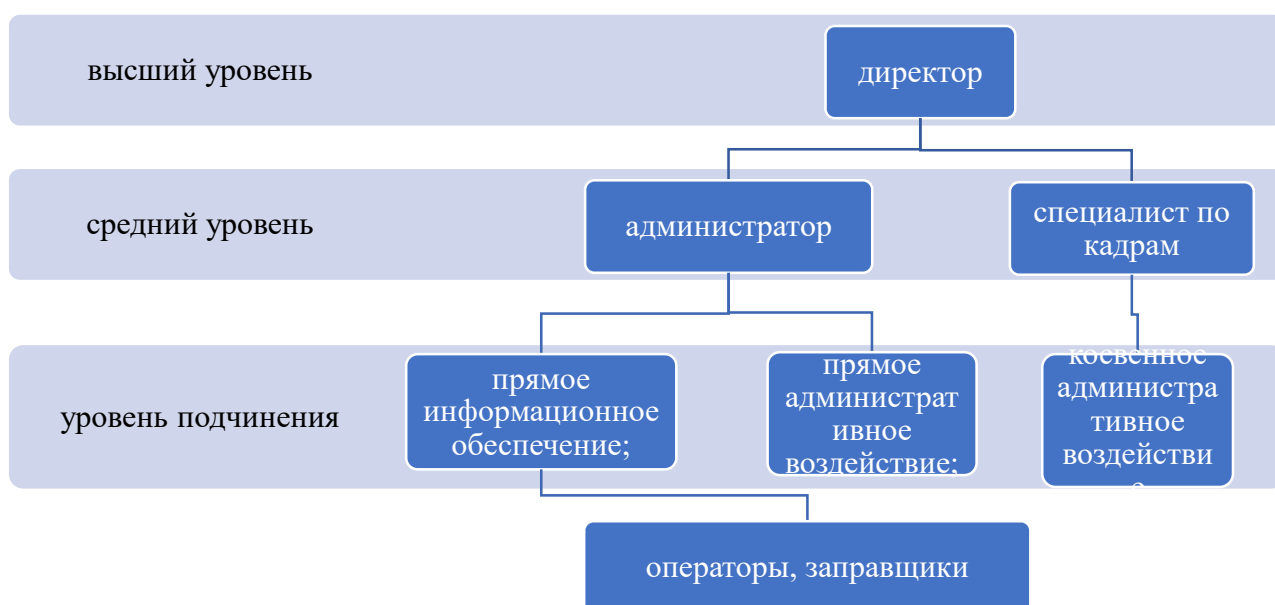 высший уровень
директор
средний уровень
администратор
специалист по
кадрам
уровень подчинения
прямое
информационное
обеспечение;
прямое
администрат
ивное
воздействие;
косвенное
администра
тивное
воздействи
е
операторы, заправщики